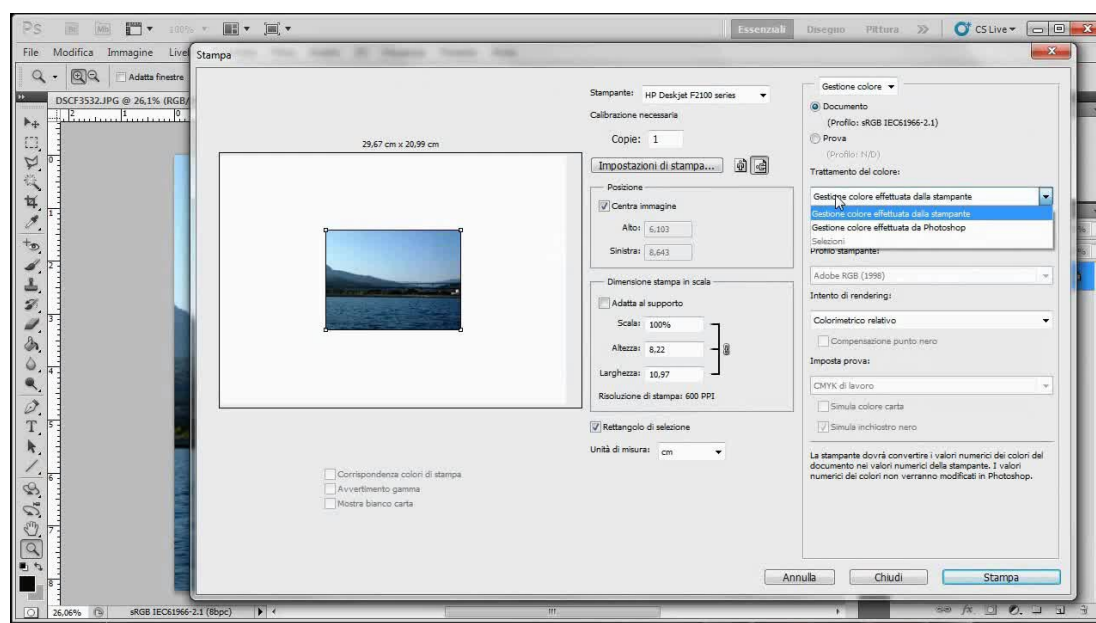 Ps Br Mb 100% Essenziali Disegno Pittura CS Live
File Modifica Immagine Livel
Stampa
Adatta finestre
DSCF3532.JPG @ 26,1% (RGB/
29,67 cm x 20,99 cm
Corrispondenza colori di stampa
Avvertimento gamma
Mostra bianco carta
Stampante: HP Deskjet F2100 series
Calibrazione necessaria
Copie: 1
Impostazioni di stampa...
Posizione
Centra immagine
Alto: 6,103
Sinistra: 8,643
Dimensione stampa in scala
Adatta al supporto
Scala: 100%
Altezza: 8,22
Larghezza: 10,97
Risoluzione di stampa: 600 PPI
Rettangolo di selezione
Unità di misura: cm
Gestione colore
Documento
(Profilo: sRGB IEC61966-2.1)
Prova
(Profilo: N/D)
Trattamento del colore:
Gestione colore effettuata dalla stampante
Gestione colore effettuata dalla stampante
Gestione colore effettuata da Photoshop
Selezioni
Profilo stampante:
Adobe RGB (1998)
Intento di rendering:
Colorimetrico relativo
Compensazione punto nero
Imposta prova:
CMYK di lavoro
Simula colore carta
Simula inchiostro nero
La stampante dovrà convertire i valori numerici dei colori del
documento nei valori numerici della stampante. I valori
numerici dei colori non verranno modificati in Photoshop.
Annulla Chiudi Stampa
26,06% sRGB IEC61966-2.1 (8bpc)